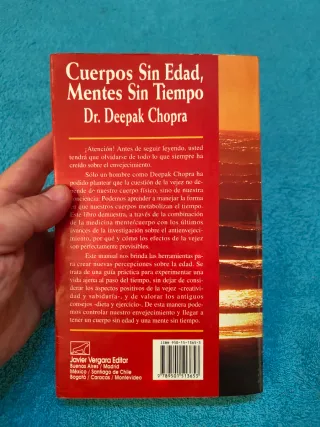 Cuerpos Sin Edad,
Mentes Sin Tiempo
Dr. Deepak Chopra
¡Atención! Antes de seguir leyendo, usted
tendrá que olvidarse de todo lo que siempre ha
creído sobre el envejecimiento.
Sólo un hombre como Deepak Chopra ha
podido plantear que la cuestión de la vejez no de-
pende de nuestro cuerpo físico, sino de nuestra
consciencia: Podemos aprender a manejar la forma
en que nuestros cuerpos metabolizan el tiempo.
Este libro demuestra, a través de la combinación
de la medicina mente/cuerpo con los últimos
avances de la investigación sobre el antienvejeci-
miento, por qué y cómo los efectos de la vejez
son perfectamente previsibles.
Este manual nos brinda las herramientas pa-
ra crear nuevas percepciones sobre la edad. Se
trata de una guía práctica para experimentar una
vida ajena al paso del tiempo, sin dejar de consi-
derar los aspectos positivos de la vejez -creativi-
dad y sabiduría-, y de valorar los antiguos
consejos -dieta y ejercicio-. De esta manera podre-
mos controlar nuestro envejecimiento y llegar a
tener un cuerpo sin edad y una mente sin tiempo.
Javier Vergara Editor
Buenos Aires / Madrid
México / Santiago de Chile
Bogotá / Caracas / Montevideo
9 789501 513653